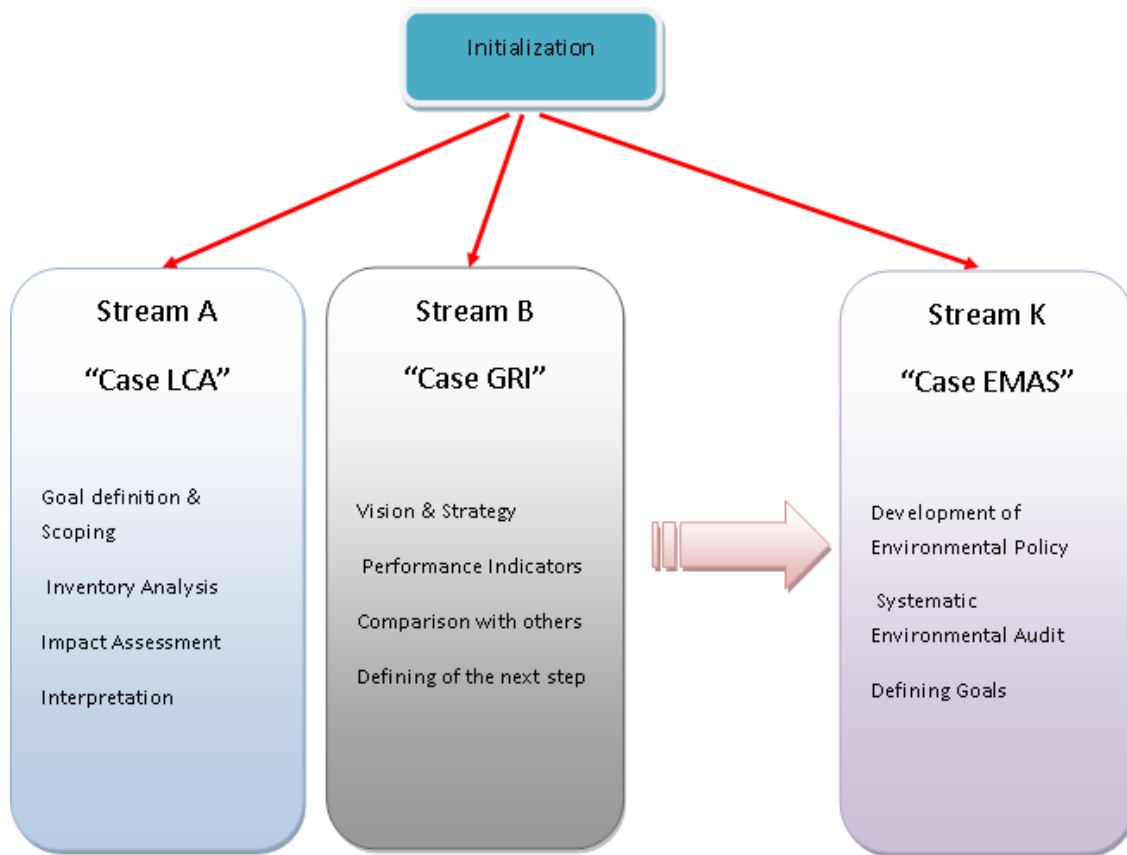 Initialization
Stream A
“Case LCA”
Goal definition &
Scoping
Inventory Analysis
Impact Assessment
Interpretation
Stream B
“Case GRI”
Vision & Strategy
Performance Indicators
Comparison with others
Defining of the next step
Stream K
“Case EMAS”
Development of
Environmental Policy
Systematic
Environmental Audit
Defining Goals